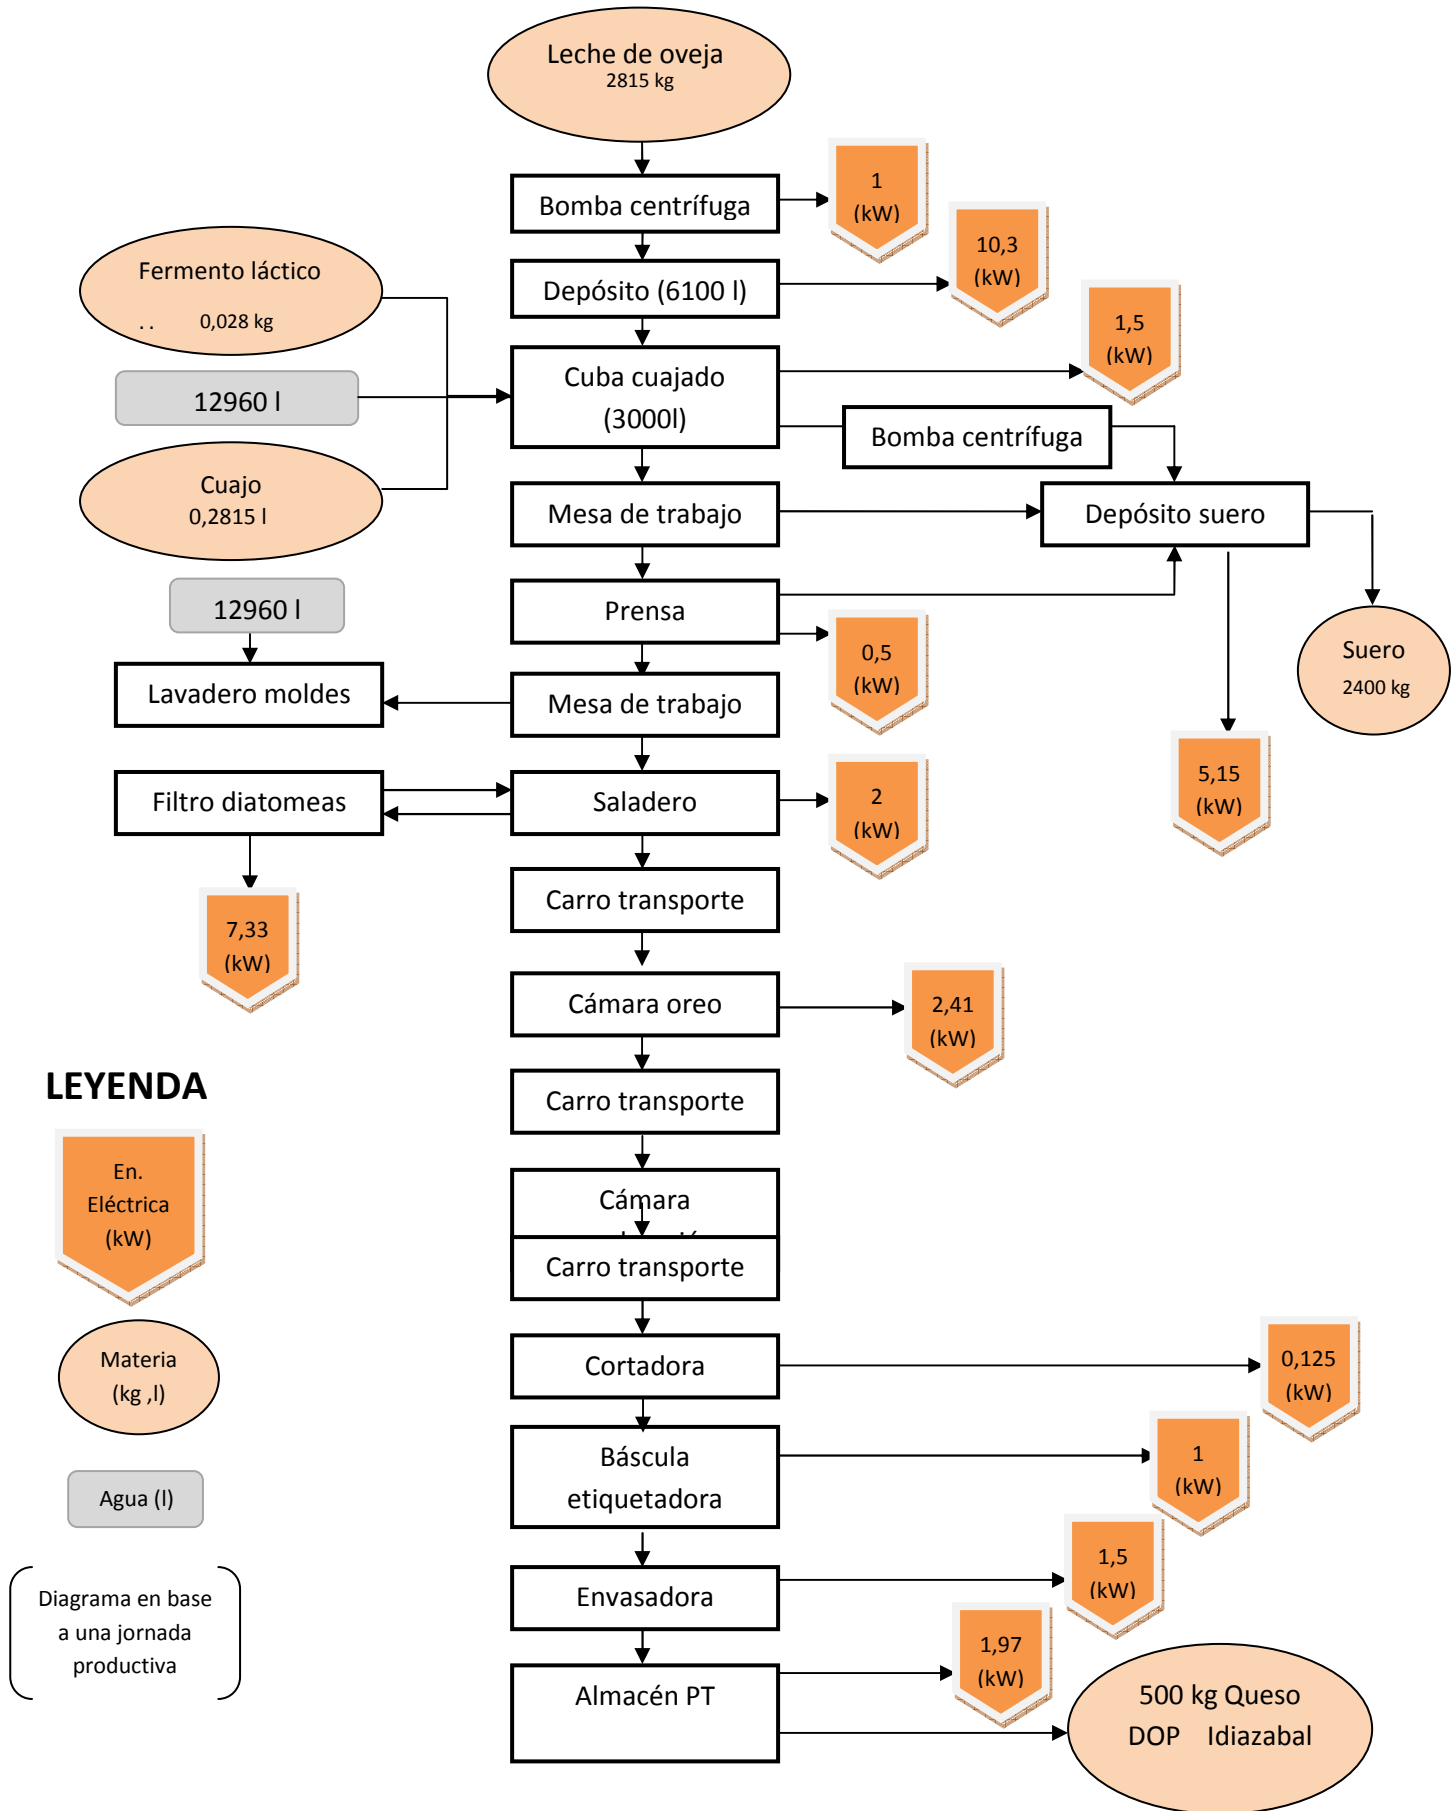 Leche de oveja
2815 kg
Bomba centrífuga
1
(kW)
Depósito (6100 l)
10,3
(kW)
Fermento láctico
. . 0,028 kg
12960 l
Cuajo
0,2815 l
Cuba cuajado
(3000l)
1,5
(kW)
Bomba centrífuga
Mesa de trabajo
Depósito suero
12960 l
Prensa
0,5
(kW)
Suero
2400 kg
Lavadero moldes
Mesa de trabajo
5,15
(kW)
Filtro diatomeas
Saladero
2
(kW)
7,33
(kW)
Carro transporte
Cámara oreo
2,41
(kW)
Carro transporte
Cámara
Carro transporte
Cortadora
0,125
(kW)
Báscula
etiquetadora
1
(kW)
Envasadora
1,5
(kW)
Almacén PT
1,97
(kW)
500 kg Queso
DOP Idiazabal
LEYENDA
En.
Eléctrica
(kW)
Materia
(kg ,l)
Agua (l)
Diagrama en base
a una jornada
productiva